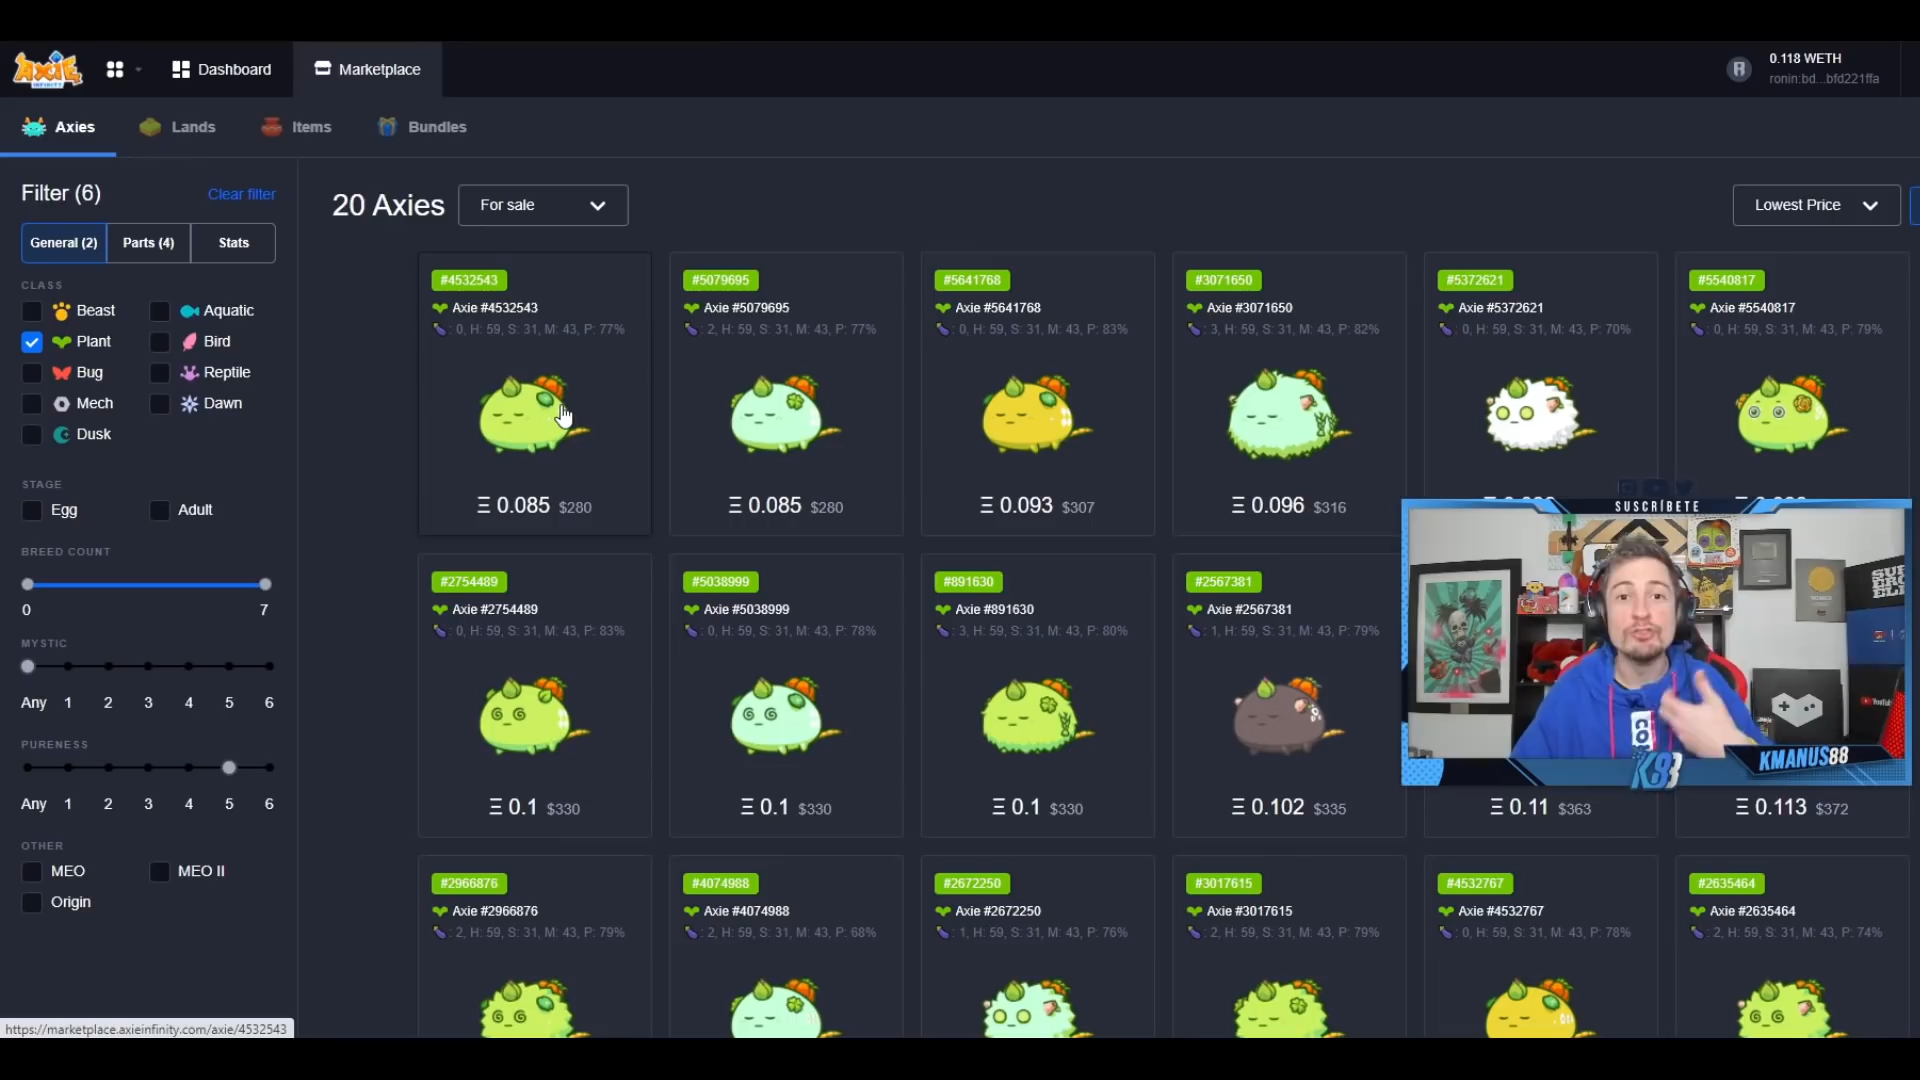 AXIE
INFINITY
Dashboard
Marketplace
0.118 WETH
ronin:bd...bfd221ffa
Axies
Lands
Items
Bundles
Filter (6)
Clear filter
General (2)
Parts (4)
Stats
CLASS
Beast
Aquatic
Plant
Bird
Bug
Reptile
Mech
Dawn
Dusk
STAGE
Egg
Adult
BREED COUNT
0
7
MYSTIC
Any 1 2 3 4 5 6
PURENESS
Any 1 2 3 4 5 6
OTHER
MEO
MEO II
Origin
20 Axies
For sale
Lowest Price
#4532543
Axie #4532543
: 0, H: 59, S: 31, M: 43, P: 77%
Ξ 0.085 $280
#5079695
Axie #5079695
: 2, H: 59, S: 31, M: 43, P: 77%
Ξ 0.085 $280
#5641768
Axie #5641768
: 0, H: 59, S: 31, M: 43, P: 83%
Ξ 0.093 $307
#3071650
Axie #3071650
: 3, H: 59, S: 31, M: 43, P: 82%
Ξ 0.096 $316
#5372621
Axie #5372621
: 0, H: 59, S: 31, M: 43, P: 70%
#5540817
Axie #5540817
: 0, H: 59, S: 31, M: 43, P: 79%
#2754489
Axie #2754489
: 0, H: 59, S: 31, M: 43, P: 83%
Ξ 0.1 $330
#5038999
Axie #5038999
: 0, H: 59, S: 31, M: 43, P: 78%
Ξ 0.1 $330
#891630
Axie #891630
: 3, H: 59, S: 31, M: 43, P: 80%
Ξ 0.1 $330
#2567381
Axie #2567381
: 1, H: 59, S: 31, M: 43, P: 79%
Ξ 0.102 $335
Ξ 0.11 $363
Ξ 0.113 $372
SUSCRÍBETE
KMANUS88
K88
#2966876
Axie #2966876
: 2, H: 59, S: 31, M: 43, P: 79%
#4074988
Axie #4074988
: 2, H: 59, S: 31, M: 43, P: 68%
#2672250
Axie #2672250
: 1, H: 59, S: 31, M: 43, P: 76%
#3017615
Axie #3017615
: 2, H: 59, S: 31, M: 43, P: 79%
#4532767
Axie #4532767
: 0, H: 59, S: 31, M: 43, P: 78%
#2635464
Axie #2635464
: 2, H: 59, S: 31, M: 43, P: 74%
https://marketplace.axieinfinity.com/axie/4532543